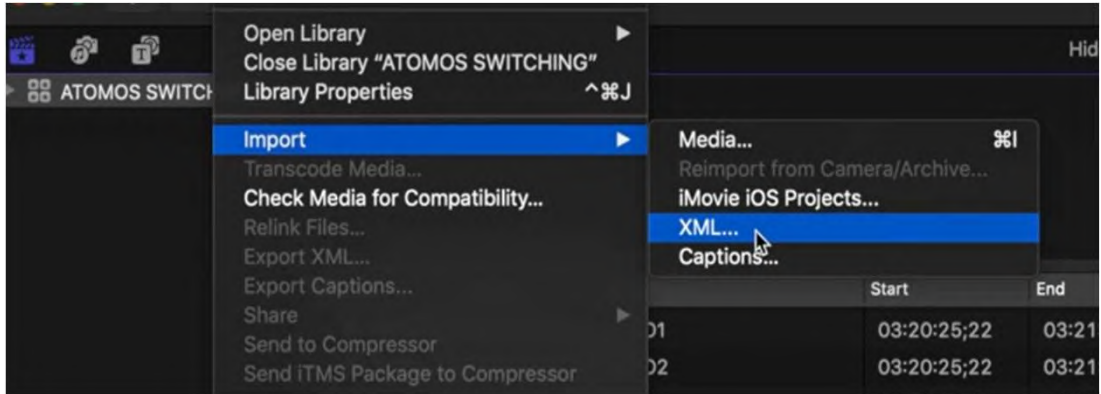 Open Library
Close Library “ATOMOS SWITCHING”
Library Properties ^⌘J
Hid
ATOMOS SWITCH
Import
Transcode Media...
Check Media for Compatibility...
Relink Files...
Export XML...
Export Captions...
Share
Send to Compressor
Send iTMS Package to Compressor
Media... ⌘I
Reimport from Camera/Archive...
iMovie iOS Projects...
XML...
Captions...
Start End
01 03:20:25;22 03:21
02 03:20:25;22 03:21